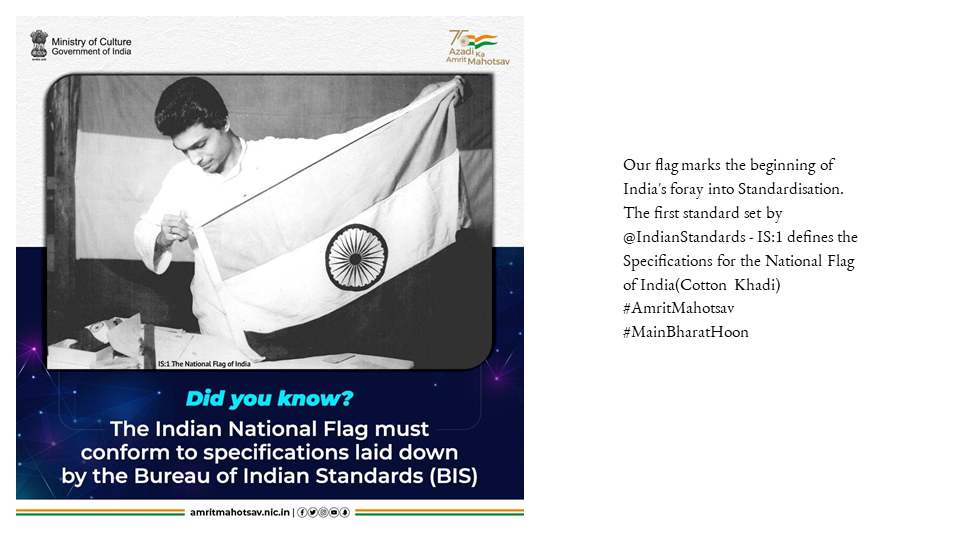 Ministry of Culture
Government of India
75
Azadi Ka
Amrit Mahotsav
IS:1 The National Flag of India
Did you know?
The Indian National Flag must
conform to specifications laid down
by the Bureau of Indian Standards (BIS)
amritmahotsav.nic.in |
Our flag marks the beginning of
India's foray into Standardisation.
The first standard set by
@IndianStandards - IS:1 defines the
Specifications for the National Flag
of India(Cotton Khadi)
#AmritMahotsav
#MainBharatHoon